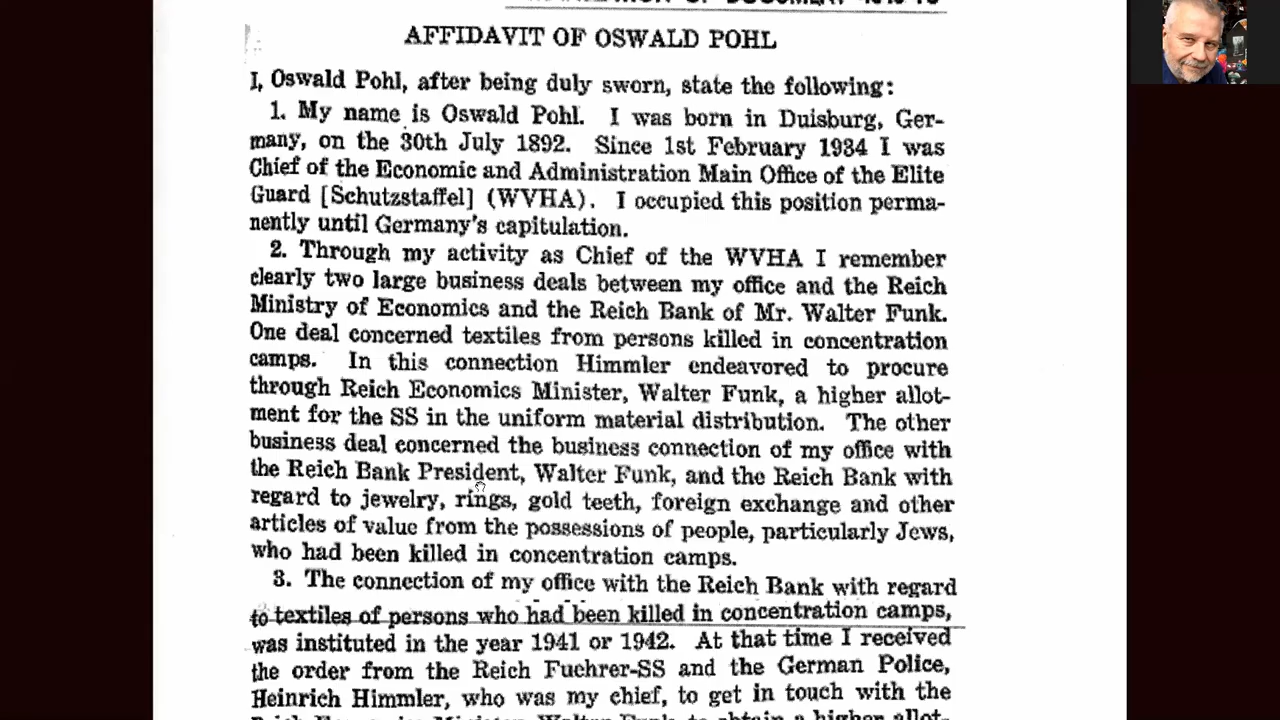 AFFIDAVIT OF OSWALD POHL
I, Oswald Pohl, after being duly sworn, state the following:
1. My name is Oswald Pohl. I was born in Duisburg, Ger-
many, on the 30th July 1892. Since 1st February 1934 I was
Chief of the Economic and Administration Main Office of the Elite
Guard [Schutzstaffel] (WVHA). I occupied this position perma-
nently until Germany's capitulation.
2. Through my activity as Chief of the WVHA I remember
clearly two large business deals between my office and the Reich
Ministry of Economics and the Reich Bank of Mr. Walter Funk.
One deal concerned textiles from persons killed in concentration
camps. In this connection Himmler endeavored to procure
through Reich Economics Minister, Walter Funk, a higher allot-
ment for the SS in the uniform material distribution. The other
business deal concerned the business connection of my office with
the Reich Bank President, Walter Funk, and the Reich Bank with
regard to jewelry, rings, gold teeth, foreign exchange and other
articles of value from the possessions of people, particularly Jews,
who had been killed in concentration camps.
3. The connection of my office with the Reich Bank with regard
to textiles of persons who had been killed in concentration camps,
was instituted in the year 1941 or 1942. At that time I received
the order from the Reich Fuehrer-SS and the German Police,
Heinrich Himmler, who was my chief, to get in touch with the